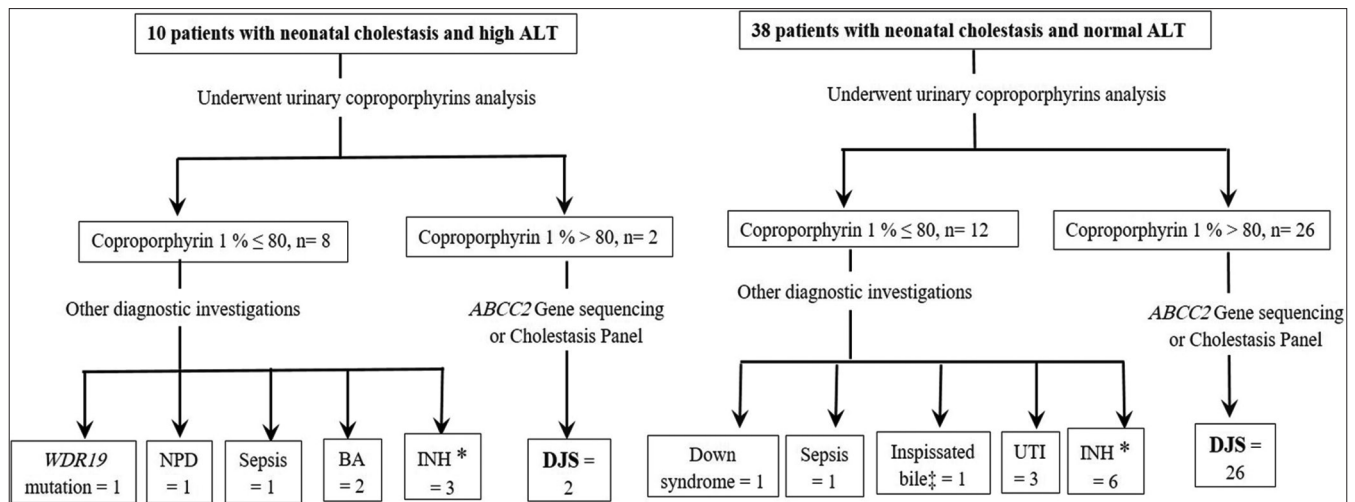 10 patients with neonatal cholestasis and high ALT
Underwent urinary coproporphyrins analysis
Coproporphyrin 1 % ≤ 80, n= 8
Coproporphyrin 1 % > 80, n= 2
Other diagnostic investigations
ABCC2 Gene sequencing
or Cholestasis Panel
WDR19
mutation = 1
NPD
= 1
Sepsis
= 1
BA
= 2
INH *
= 3
DJS =
2
38 patients with neonatal cholestasis and normal ALT
Underwent urinary coproporphyrins analysis
Coproporphyrin 1 % ≤ 80, n= 12
Coproporphyrin 1 % > 80, n= 26
Other diagnostic investigations
ABCC2 Gene sequencing
or Cholestasis Panel
Down
syndrome = 1
Sepsis
= 1
Inspissated
bile‡ = 1
UTI
= 3
INH *
= 6
DJS =
26